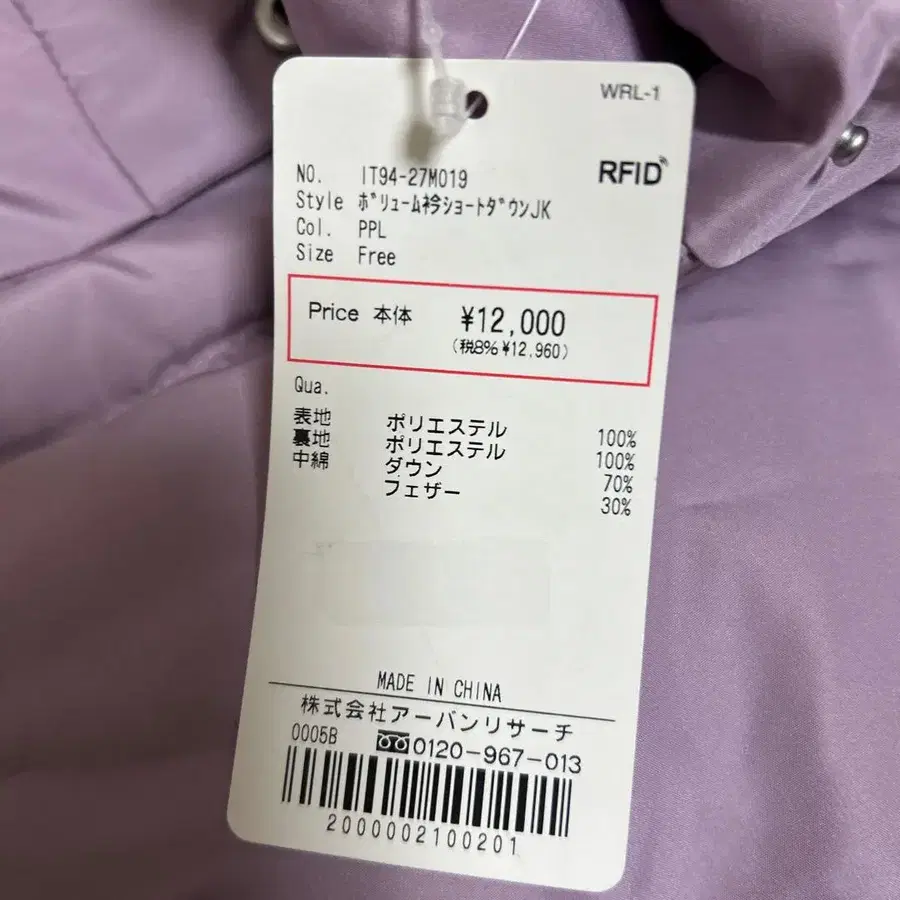 WRL-1
RFID
NO. IT94-27M019
Style ﾎﾞﾘｭｰﾑ衿ｼｮｰﾄﾀﾞｳﾝJK
Col. PPL
Size Free
Price 本体 ¥12,000
(税8% ¥12,960)
Qua.
表地 ポリエステル 100%
裏地 ポリエステル 100%
中綿 ダウン 70%
フェザー 30%
MADE IN CHINA
株式会社アーバンリサーチ
0005B 0120-967-013
2000002100201